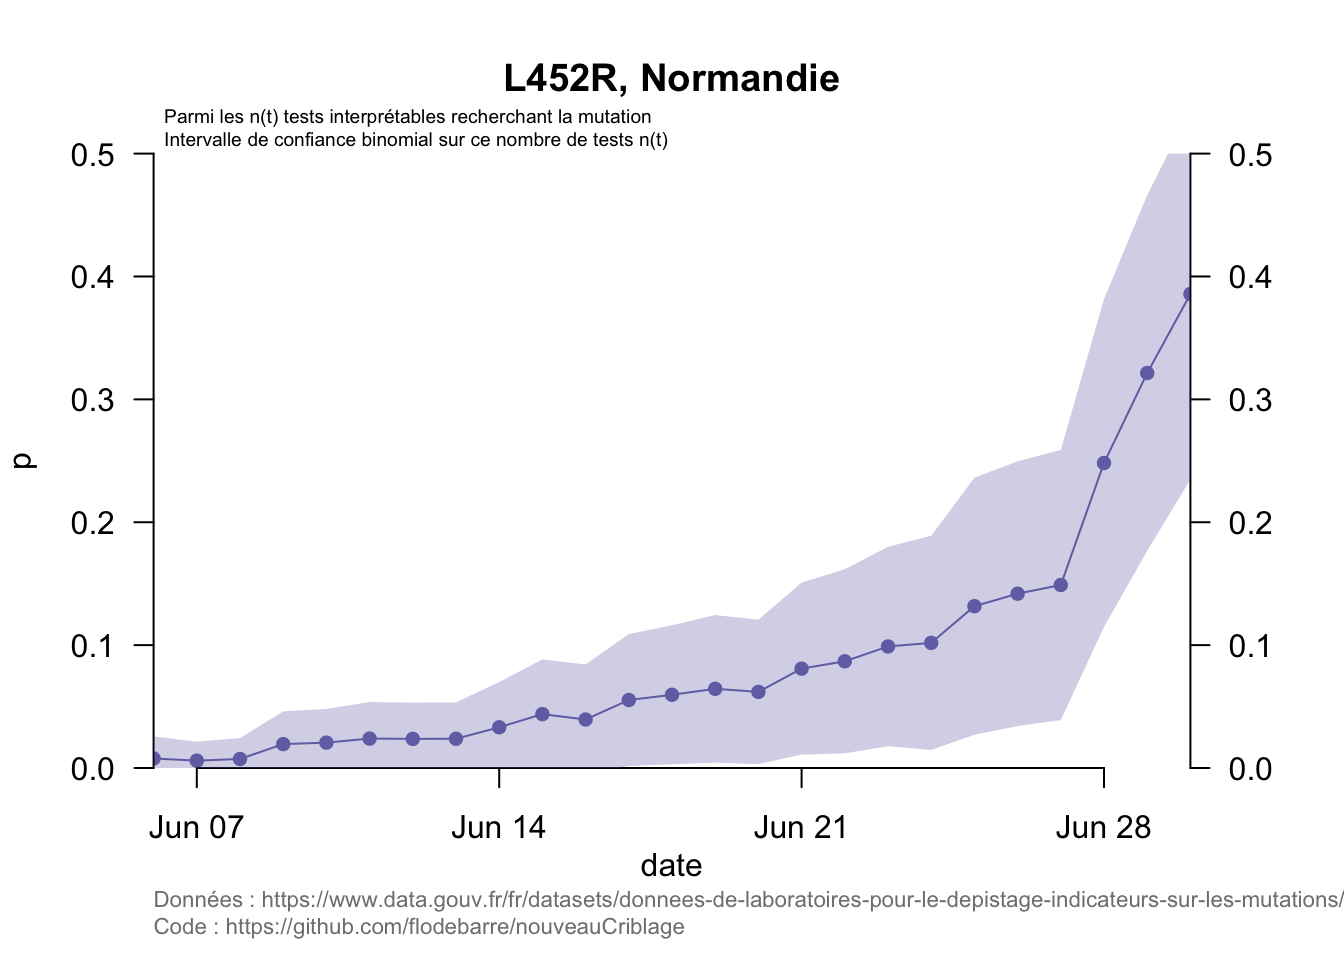 L452R, Normandie
Parmi les n(t) tests interprétables recherchant la mutation
Intervalle de confiance binomial sur ce nombre de tests n(t)
0.5 0.5
0.4 0.4
0.3 0.3
p
0.2 0.2
0.1 0.1
0.0 0.0
Jun 07 Jun 14 Jun 21 Jun 28
date
Données : https://www.data.gouv.fr/fr/datasets/donnees-de-laboratoires-pour-le-depistage-indicateurs-sur-les-mutations/
Code : https://github.com/flodebarre/nouveauCriblage